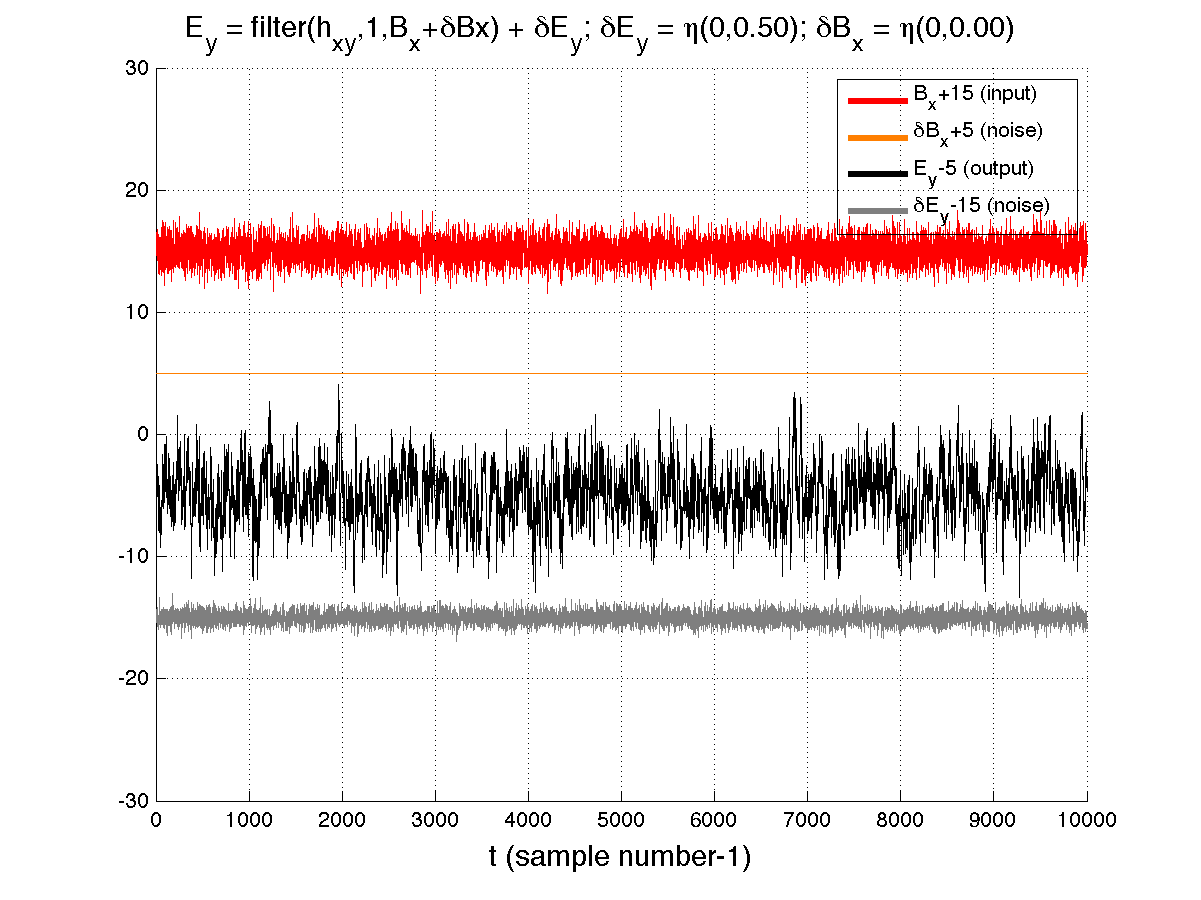 E_y = filter(h_xy,1,B_x+δBx) + δE_y; δE_y = η(0,0.50); δB_x = η(0,0.00)
30
20
10
0
-10
-20
-30
B_x+15 (input)
δB_x+5 (noise)
E_y-5 (output)
δE_y-15 (noise)
0 1000 2000 3000 4000 5000 6000 7000 8000 9000 10000
t (sample number-1)